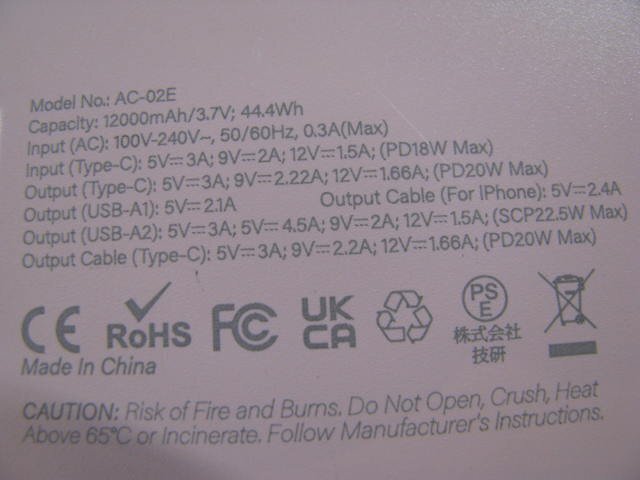 Model No.: AC-02E
Capacity: 12000mAh/3.7V; 44.4Wh
Input (AC): 100V-240V~, 50/60Hz, 0.3A(Max)
Input (Type-C): 5V⎓3A; 9V⎓2A; 12V⎓1.5A; (PD18W Max)
Output (Type-C): 5V⎓3A; 9V⎓2.22A; 12V⎓1.66A; (PD20W Max)
Output (USB-A1): 5V⎓2.1A Output Cable (For IPhone): 5V⎓2.4A
Output (USB-A2): 5V⎓3A; 5V⎓4.5A; 9V⎓2A; 12V⎓1.5A; (SCP22.5W Max)
Output Cable (Type-C): 5V⎓3A; 9V⎓2.2A; 12V⎓1.66A; (PD20W Max)
CE RoHS FC UK CA PS E
株式会社
技研
Made In China
CAUTION: Risk of Fire and Burns. Do Not Open, Crush, Heat
Above 65°C or Incinerate. Follow Manufacturer's Instructions.